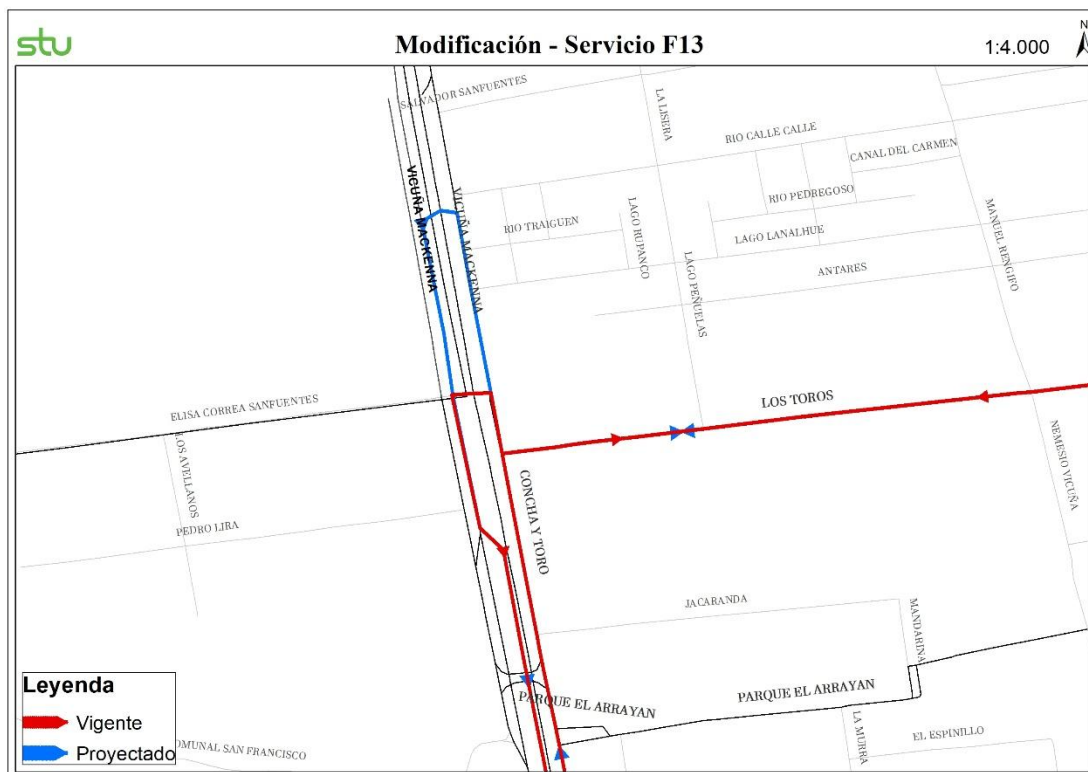 stu
Modificación - Servicio F13
1:4.000
N
SALVADOR SANFUENTES
LA LISERA
RIO CALLE CALLE
CANAL DEL CARMEN
VICUÑA MACKENNA
VICUÑA MACKENNA
RIO PEDREGOSO
RIO TRAIGUEN
LAGO RUPANCO
LAGO LANALHUE
MANUEL RENGIFO
LAGO PEÑUELAS
ANTARES
LOS TOROS
ELISA CORREA SANFUENTES
LOS AVELLANOS
NEMESIO VICUÑA
CONCHA Y TORO
PEDRO LIRA
JACARANDA
MANDARINA
PARQUE EL ARRAYAN
PARQUE EL ARRAYAN
LA MURRA
EL ESPINILLO
OMUNAL SAN FRANCISCO
Leyenda
Vigente
Proyectado